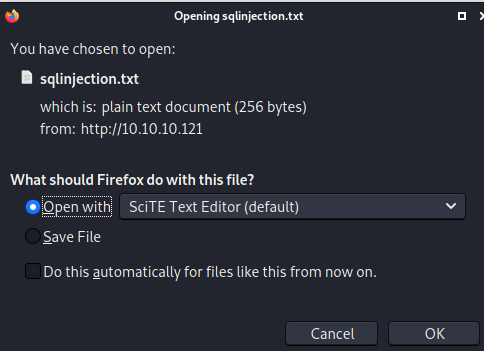 Opening sqlinjection.txt
You have chosen to open:
sqlinjection.txt
which is: plain text document (256 bytes)
from: http://10.10.10.121
What should Firefox do with this file?
Open with SciTE Text Editor (default)
Save File
Do this automatically for files like this from now on.
Cancel OK